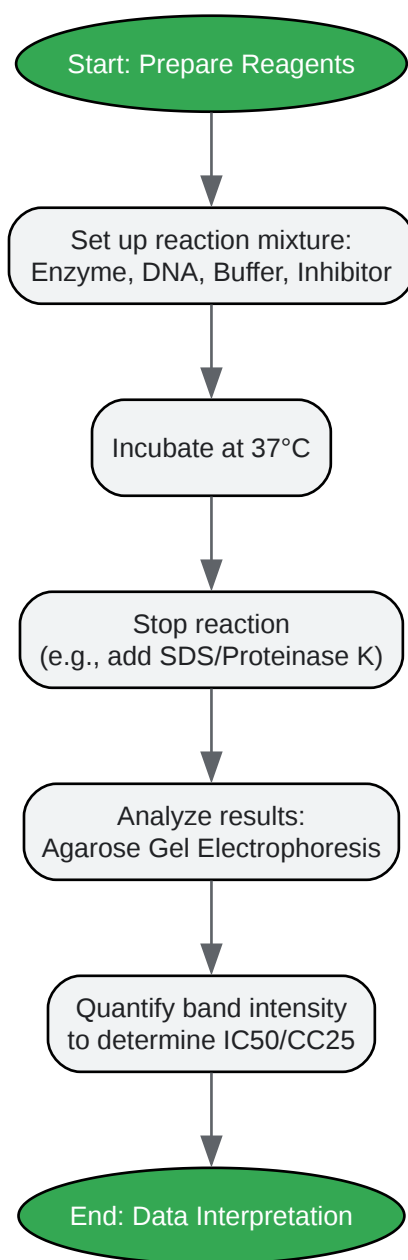 Start: Prepare Reagents
Set up reaction mixture:
Enzyme, DNA, Buffer, Inhibitor
Incubate at 37°C
Stop reaction
(e.g., add SDS/Proteinase K)
Analyze results:
Agarose Gel Electrophoresis
Quantify band intensity
to determine IC50/CC25
End: Data Interpretation